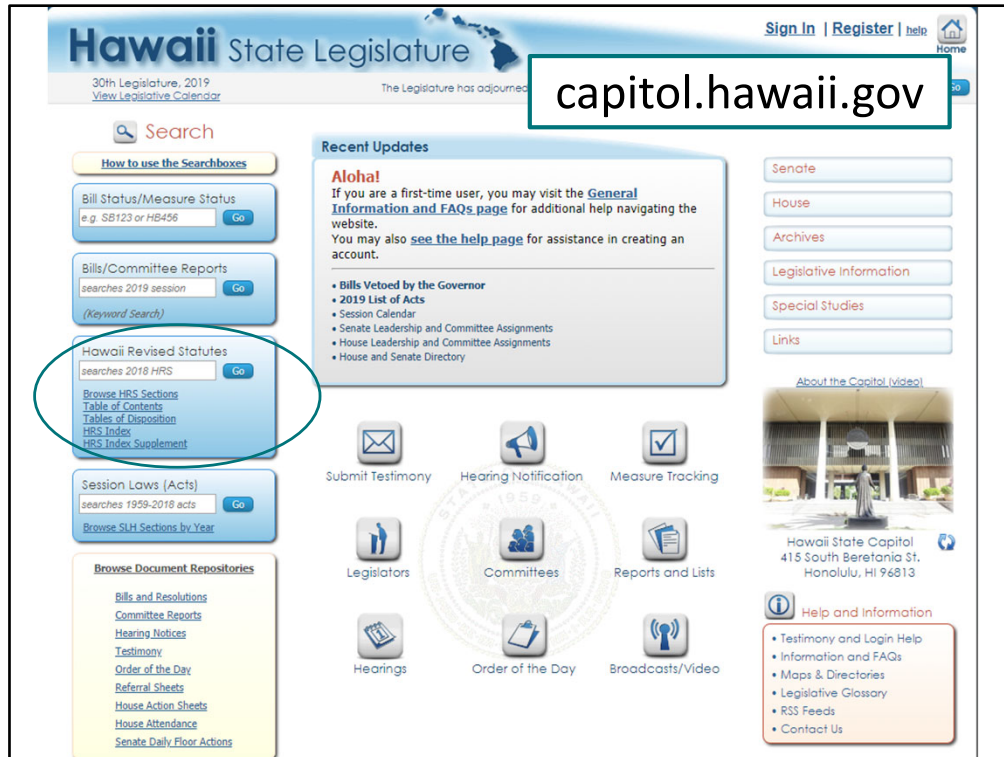 Hawaii State Legislature
Sign In | Register | help
Home
30th Legislature, 2019
View Legislative Calendar
The Legislature has adjourned
capitol.hawaii.gov
Go
Search
How to use the Searchboxes
Bill Status/Measure Status
e.g. SB123 or HB456 Go
Bills/Committee Reports
searches 2019 session Go
(Keyword Search)
Hawaii Revised Statutes
searches 2018 HRS Go
Browse HRS Sections
Table of Contents
Tables of Disposition
HRS Index
HRS Index Supplement
Session Laws (Acts)
searches 1959-2018 acts Go
Browse SLH Sections by Year
Browse Document Repositories
Bills and Resolutions
Committee Reports
Hearing Notices
Testimony
Order of the Day
Referral Sheets
House Action Sheets
House Attendance
Senate Daily Floor Actions
Recent Updates
Aloha!
If you are a first-time user, you may visit the General
Information and FAQs page for additional help navigating the
website.
You may also see the help page for assistance in creating an
account.
• Bills Vetoed by the Governor
• 2019 List of Acts
• Session Calendar
• Senate Leadership and Committee Assignments
• House Leadership and Committee Assignments
• House and Senate Directory
Submit Testimony
Hearing Notification
Measure Tracking
STATE HAWAII
1959
Legislators
Committees
Reports and Lists
Hearings
Order of the Day
Broadcasts/Video
Senate
House
Archives
Legislative Information
Special Studies
Links
About the Capitol (video)
Hawaii State Capitol
415 South Beretania St.
Honolulu, HI 96813
Help and Information
• Testimony and Login Help
• Information and FAQs
• Maps & Directories
• Legislative Glossary
• RSS Feeds
• Contact Us